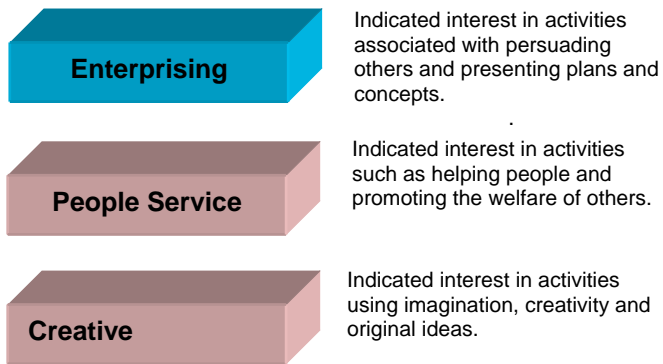 Enterprising
Indicated interest in activities
associated with persuading
others and presenting plans and
concepts.
.
People Service
Indicated interest in activities
such as helping people and
promoting the welfare of others.
Creative
Indicated interest in activities
using imagination, creativity and
original ideas.